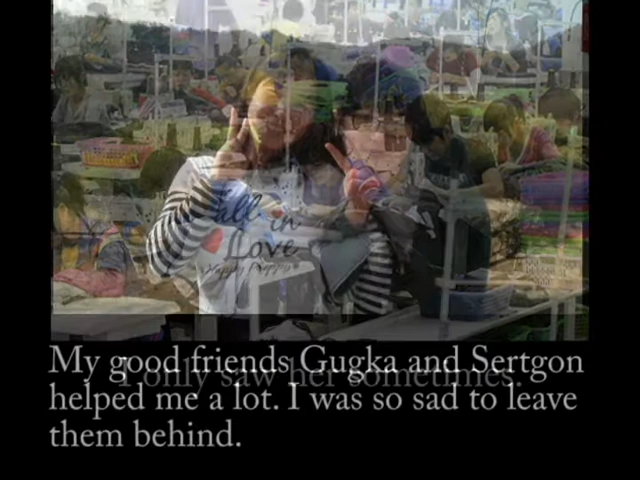 all in
Love
My good friends Gugka and Sertgon
I only saw her sometimes.
helped me a lot. I was so sad to leave
them behind.